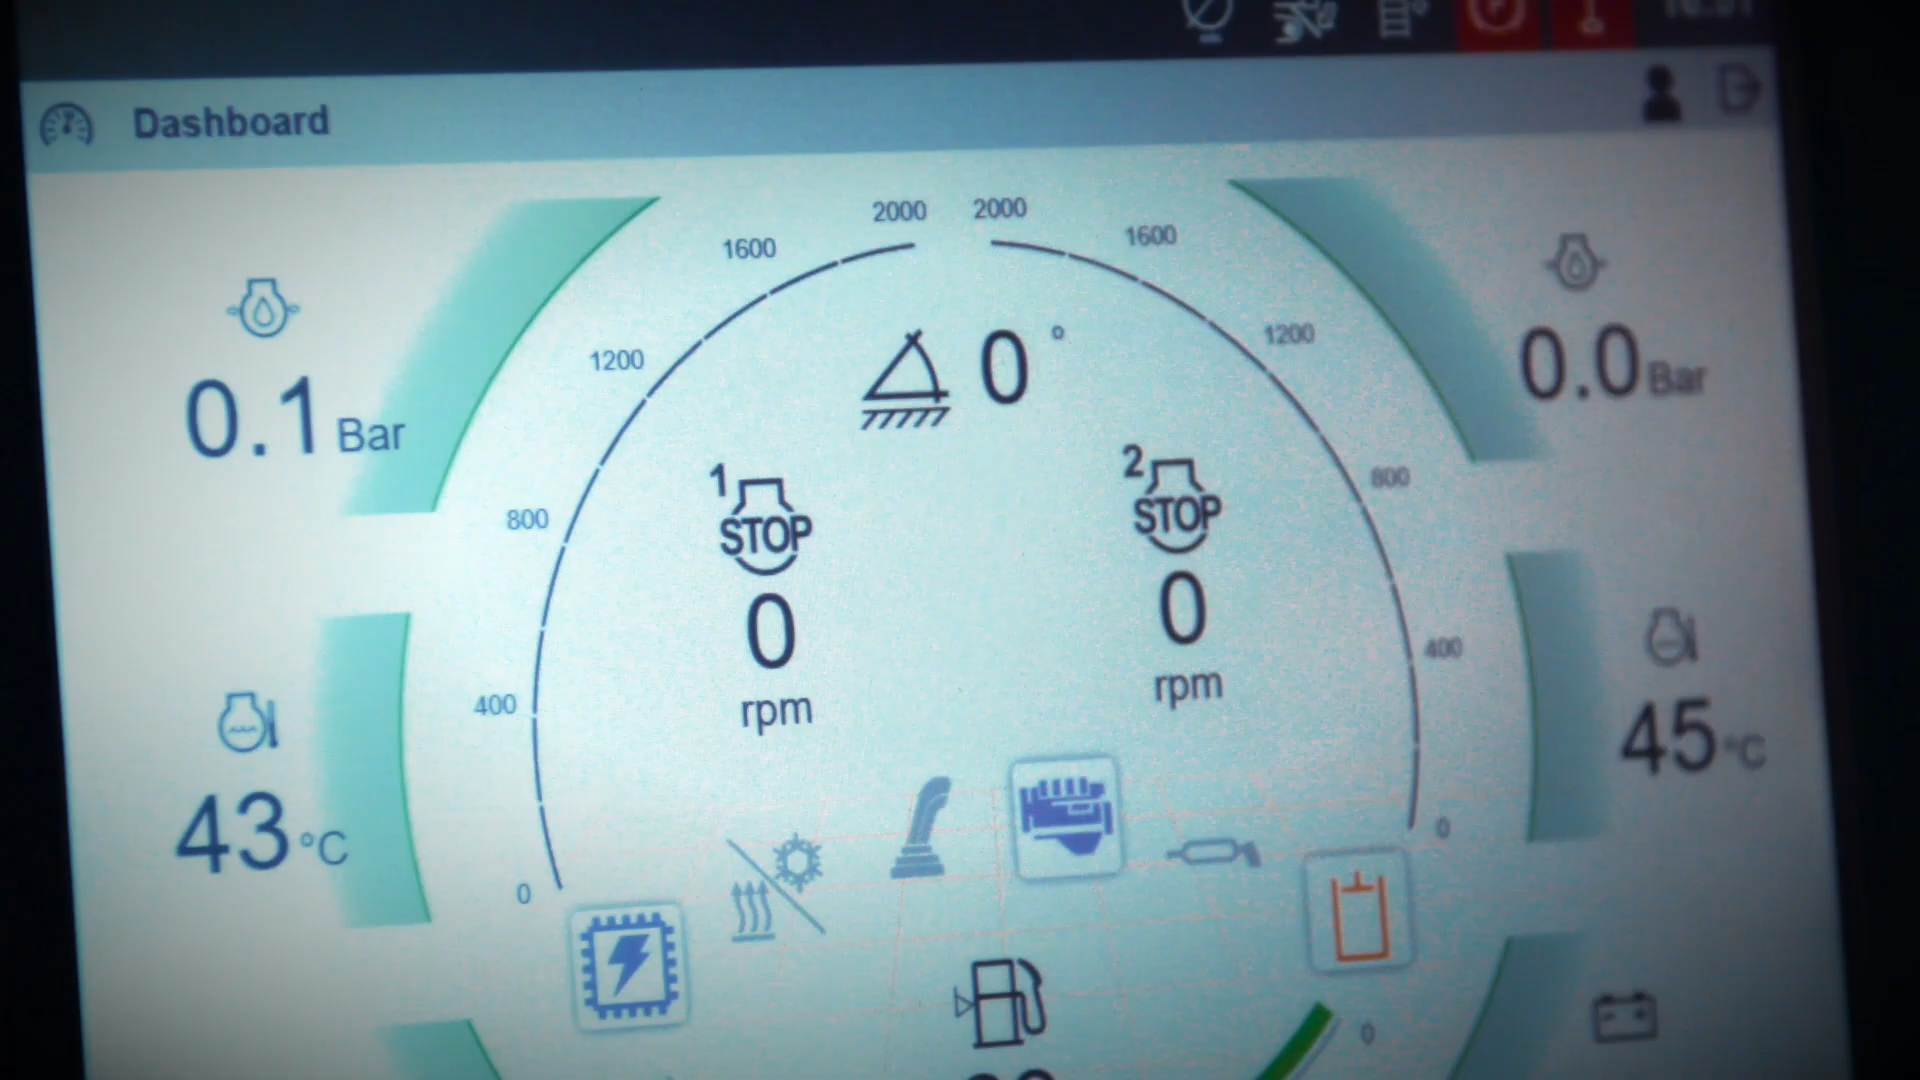 Dashboard
2000 2000
1600 1600
1200 1200
0 °
0.1 Bar
0.0 Bar
1 STOP
2 STOP
800 800
0 0
rpm rpm
400 400
43 °C
45 °C
0 0
0